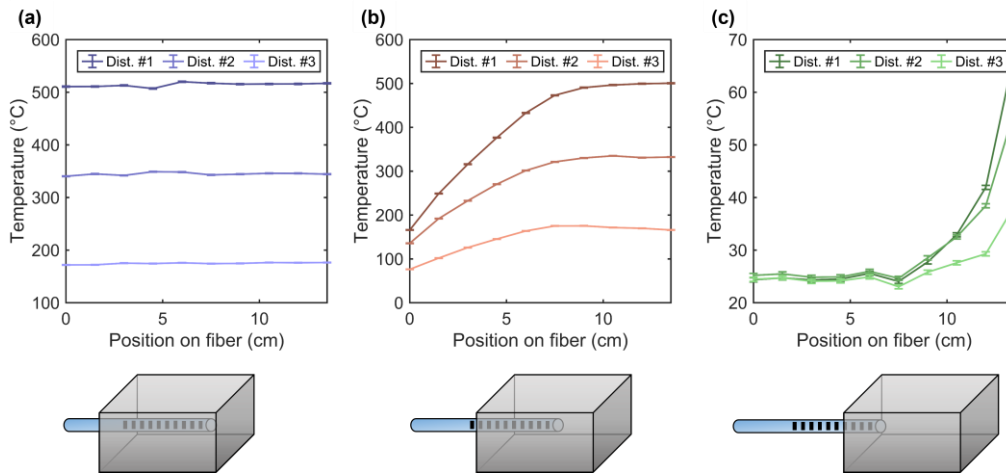 (a)
600
500
400
300
200
100
0
5
10
Temperature (°C)
Position on fiber (cm)
Dist. #1 Dist. #2 Dist. #3
(b)
600
500
400
300
200
100
0
0
5
10
Temperature (°C)
Position on fiber (cm)
Dist. #1 Dist. #2 Dist. #3
(c)
70
60
50
40
30
20
0
5
10
Temperature (°C)
Position on fiber (cm)
Dist. #1 Dist. #2 Dist. #3